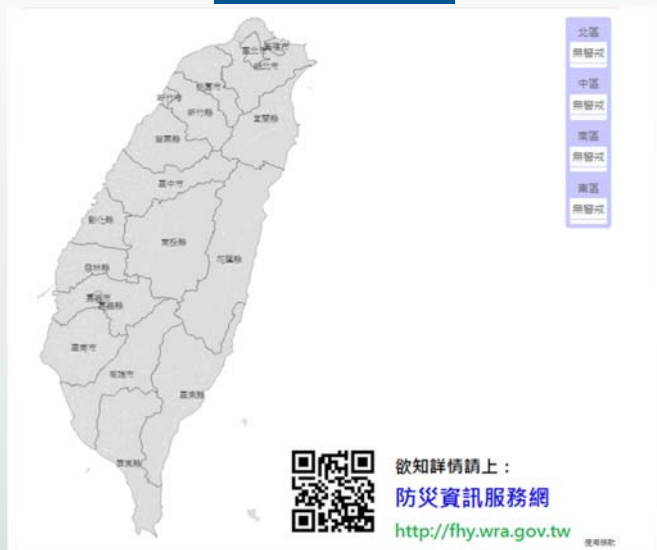 基隆市
臺北市
新北市
桃園市
新竹市
新竹縣
宜蘭縣
苗栗縣
臺中市
彰化縣
南投縣
花蓮縣
雲林縣
嘉義市
嘉義縣
臺南市
高雄市
臺東縣
屏東縣
北區
無警戒
中區
無警戒
南區
無警戒
東區
無警戒
欲知詳情請上：
防災資訊服務網
http://fhy.wra.gov.tw
使用條款